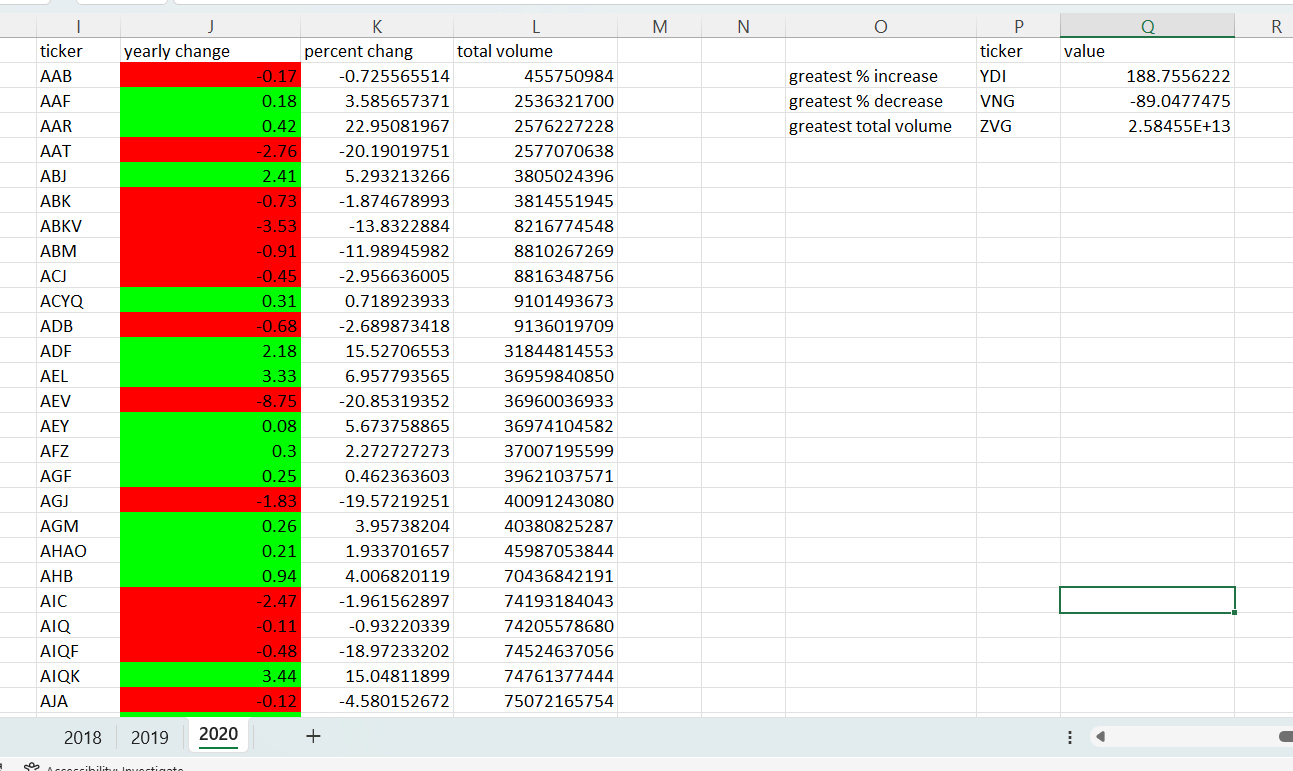 I J K L M N O P Q R
ticker yearly change percent chang total volume ticker value
AAB -0.17 -0.725565514 455750984 greatest % increase YDI 188.7556222
AAF 0.18 3.585657371 2536321700 greatest % decrease VNG -89.0477475
AAR 0.42 22.95081967 2576227228 greatest total volume ZVG 2.58455E+13
AAT -2.76 -20.19019751 2577070638
ABJ 2.41 5.293213266 3805024396
ABK -0.73 -1.874678993 3814551945
ABKV -3.53 -13.8322884 8216774548
ABM -0.91 -11.98945982 8810267269
ACJ -0.45 -2.956636005 8816348756
ACYQ 0.31 0.718923933 9101493673
ADB -0.68 -2.689873418 9136019709
ADF 2.18 15.52706553 31844814553
AEL 3.33 6.957793565 36959840850
AEV -8.75 -20.85319352 36960036933
AEY 0.08 5.673758865 36974104582
AFZ 0.3 2.272727273 37007195599
AGF 0.25 0.462363603 39621037571
AGJ -1.83 -19.57219251 40091243080
AGM 0.26 3.95738204 40380825287
AHAO 0.21 1.933701657 45987053844
AHB 0.94 4.006820119 70436842191
AIC -2.47 -1.961562897 74193184043
AIQ -0.11 -0.93220339 74205578680
AIQF -0.48 -18.97233202 74524637056
AIQK 3.44 15.04811899 74761377444
AJA -0.12 -4.580152672 75072165754
2018 2019 2020 +
Accessibility: Investigate